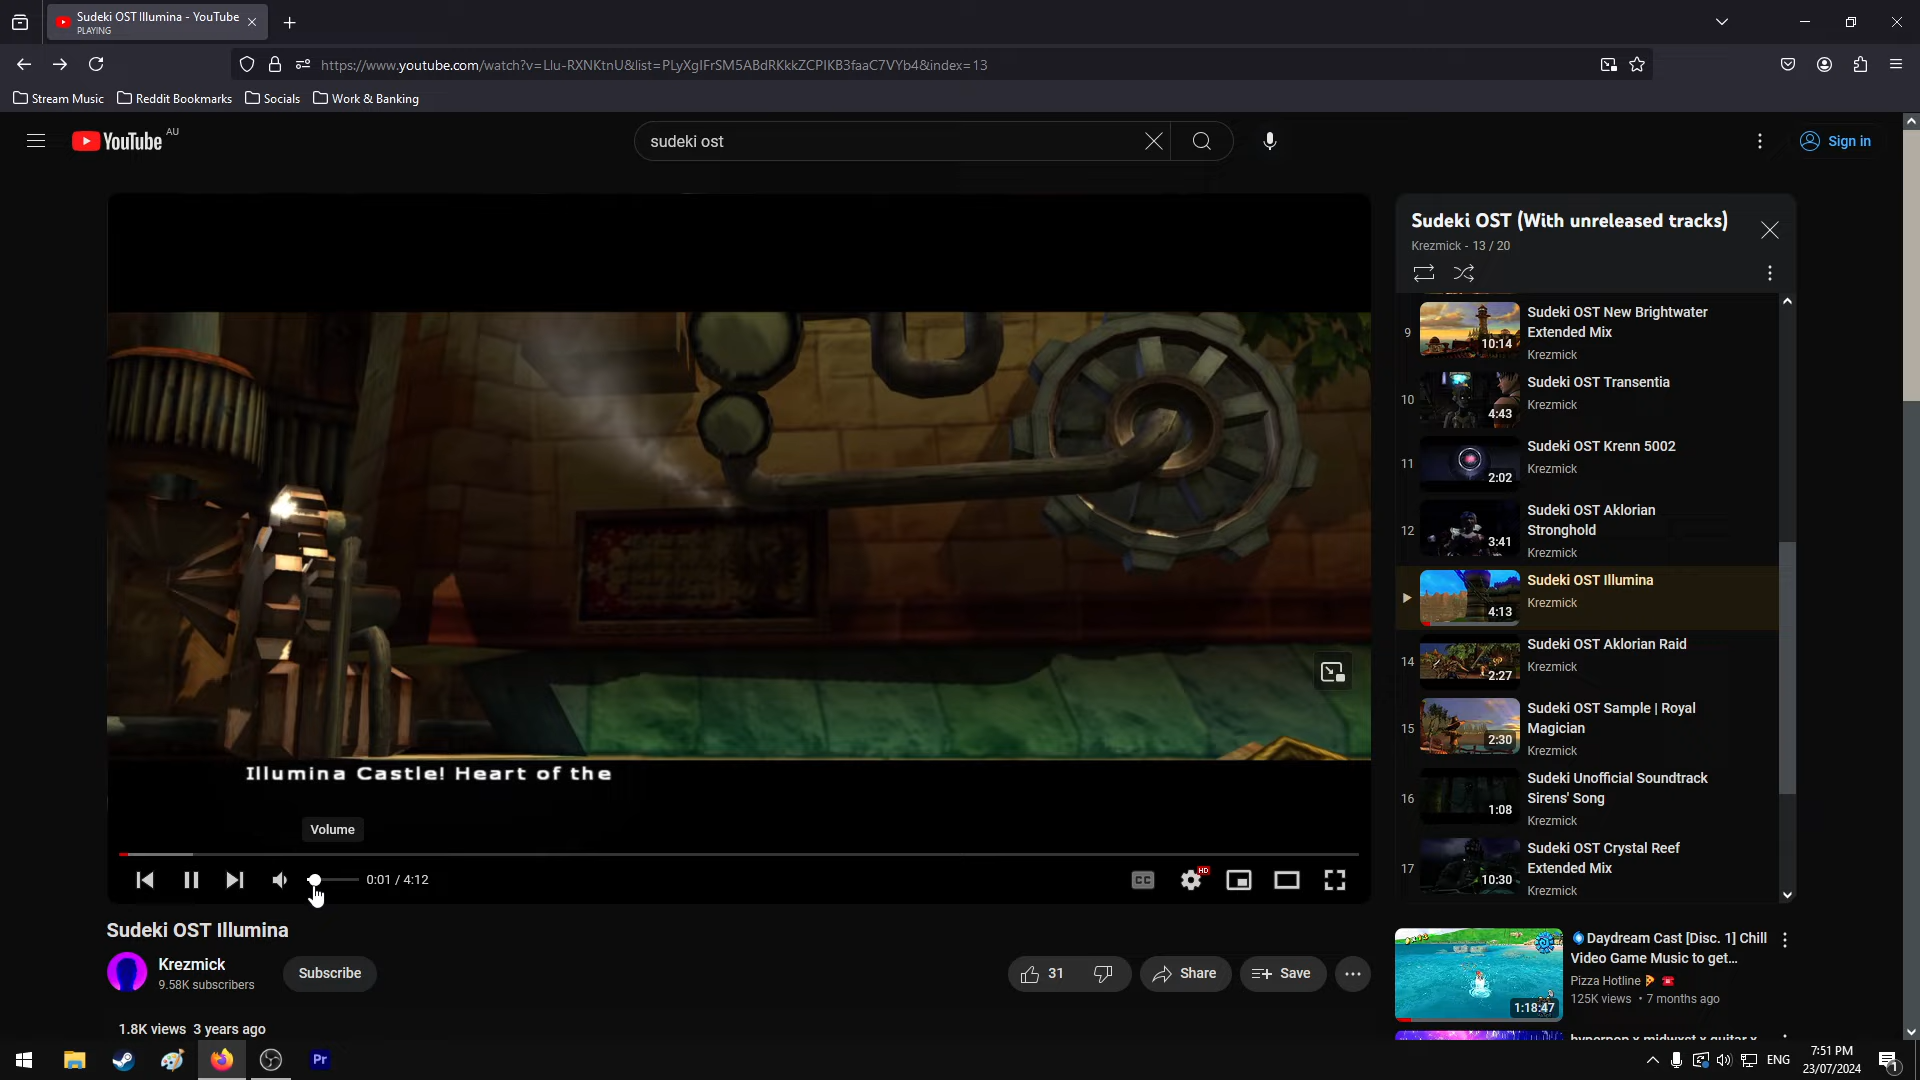 Sudeki OST Illumina - YouTube
PLAYING
https://www.youtube.com/watch?v=Llu-RXNKtnU&list=PLyXgIFrSM5ABdRKkkZCPIKB3faaC7VYb4&index=13
Stream Music
Reddit Bookmarks
Socials
Work & Banking
YouTube
AU
sudeki ost
Sign in
Illumina Castle! Heart of the
Volume
0:01 / 4:12
CC
HD
Sudeki OST Illumina
Krezmick
9.58K subscribers
Subscribe
31
Share
Save
1.8K views 3 years ago
Sudeki OST (With unreleased tracks)
Krezmick - 13 / 20
9
10:14
Sudeki OST New Brightwater
Extended Mix
Krezmick
10
4:43
Sudeki OST Transentia
Krezmick
11
2:02
Sudeki OST Krenn 5002
Krezmick
12
3:41
Sudeki OST Aklorian
Stronghold
Krezmick
4:13
Sudeki OST Illumina
Krezmick
14
2:27
Sudeki OST Aklorian Raid
Krezmick
15
2:30
Sudeki OST Sample | Royal
Magician
Krezmick
16
1:08
Sudeki Unofficial Soundtrack
Sirens' Song
Krezmick
17
10:30
Sudeki OST Crystal Reef
Extended Mix
Krezmick
1:18:47
Daydream Cast [Disc. 1] Chill
Video Game Music to get...
Pizza Hotline
125K views • 7 months ago
Pr
ENG
7:51 PM
23/07/2024
1